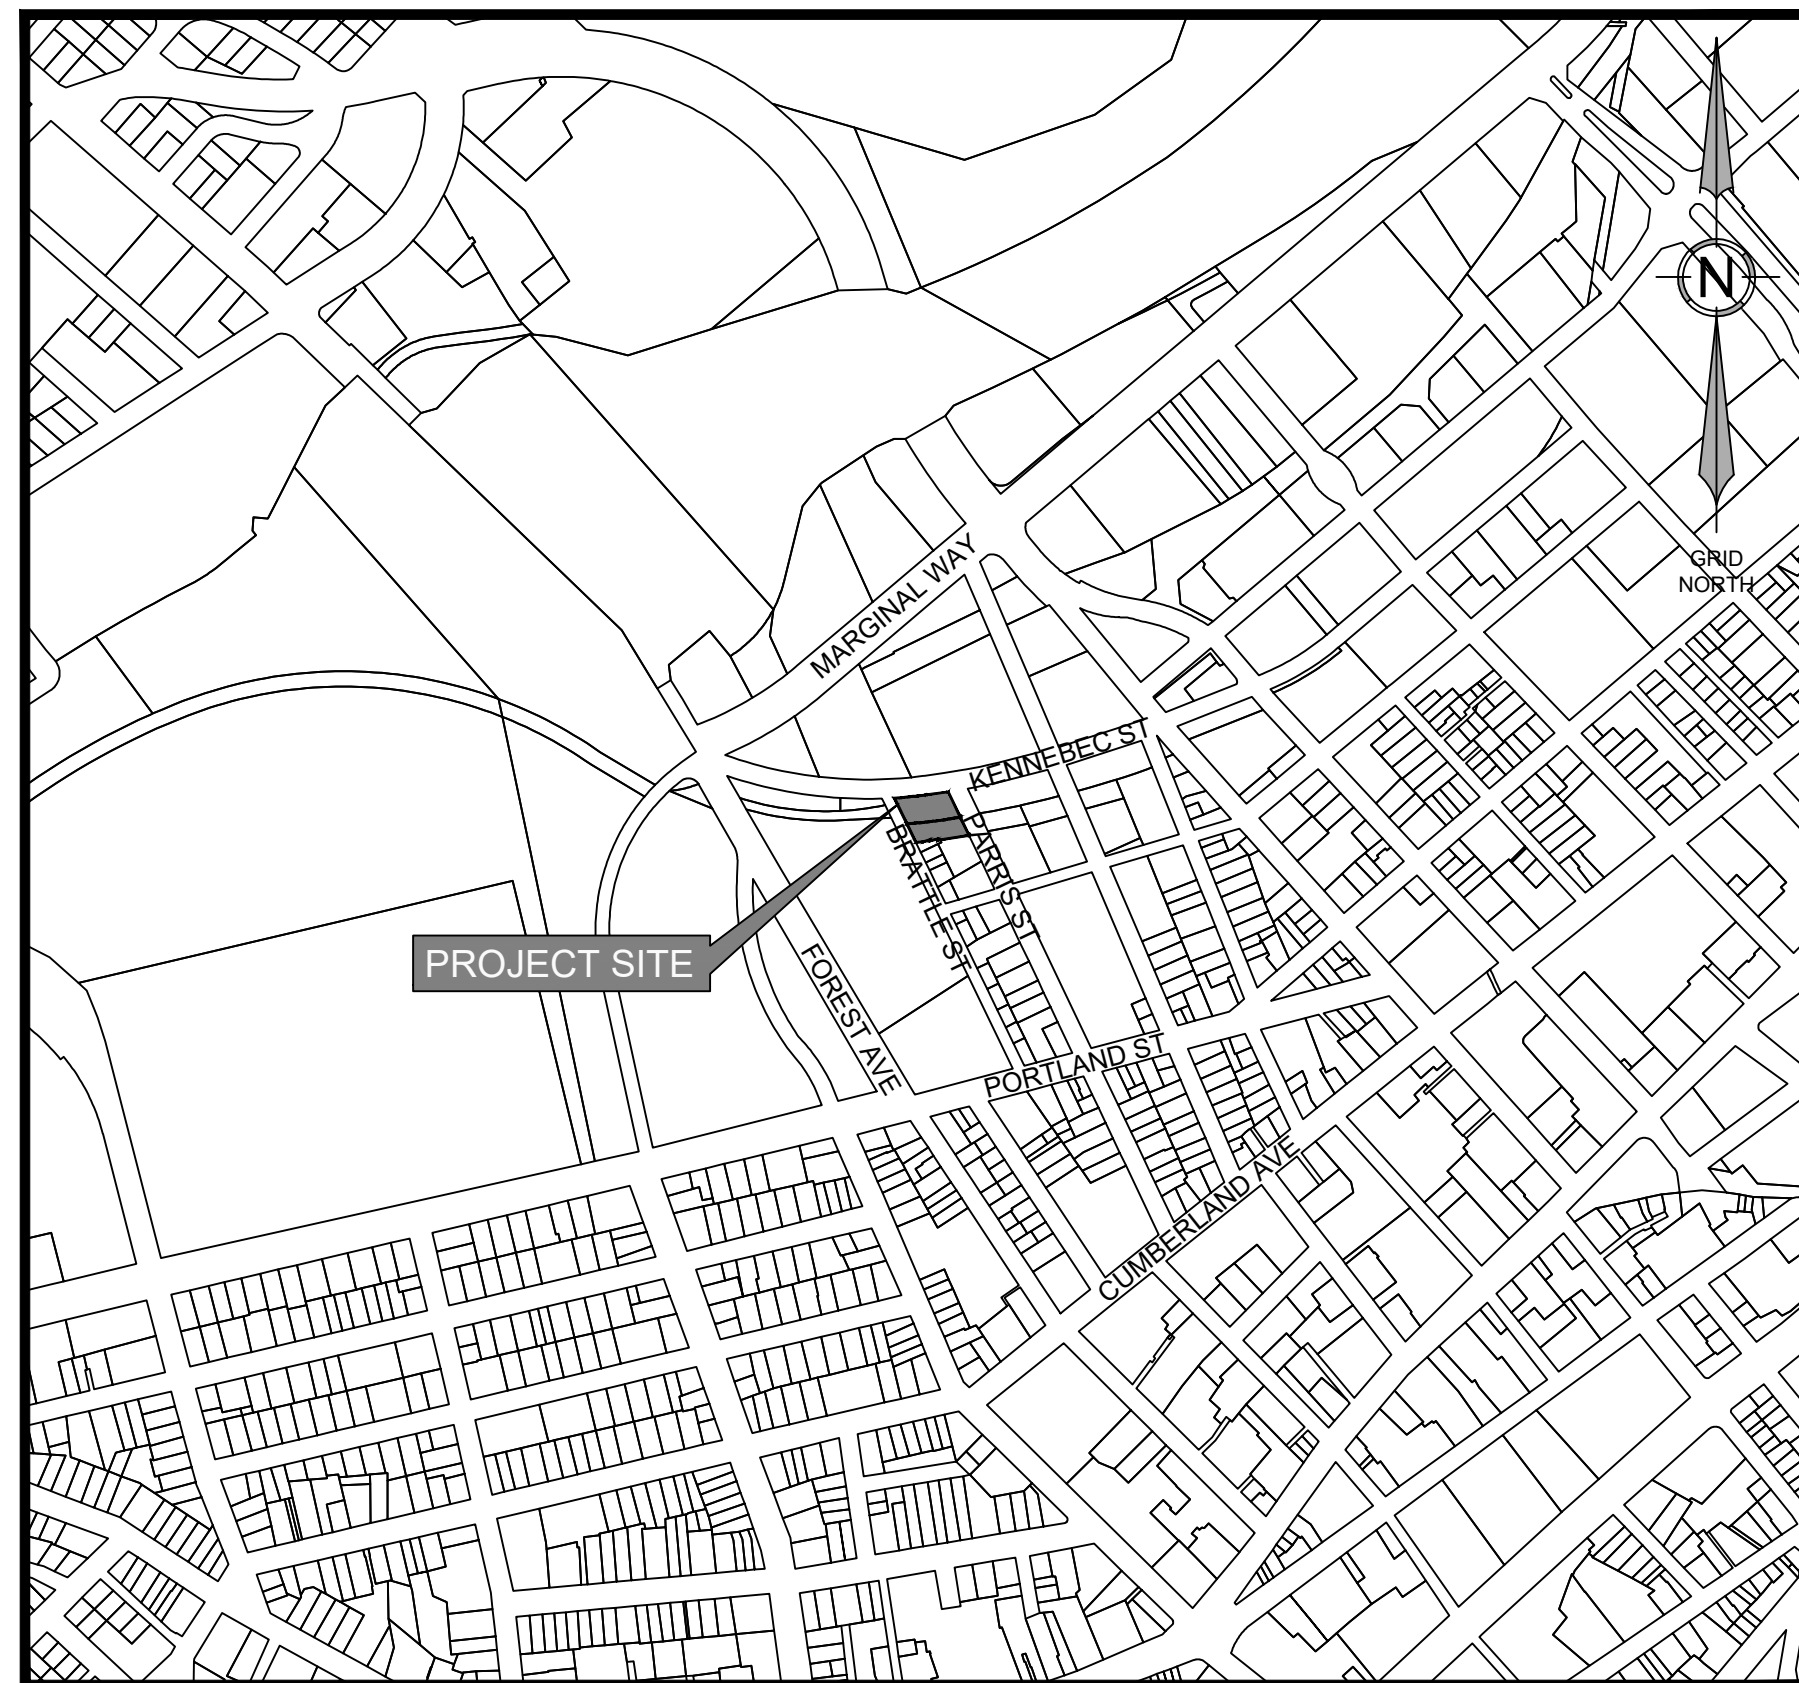 N
GRID
NORTH
MARGINAL WAY
KENNEBEC ST
PARRIS ST
BRATTLE ST
PROJECT SITE
FOREST AVE
PORTLAND ST
CUMBERLAND AVE